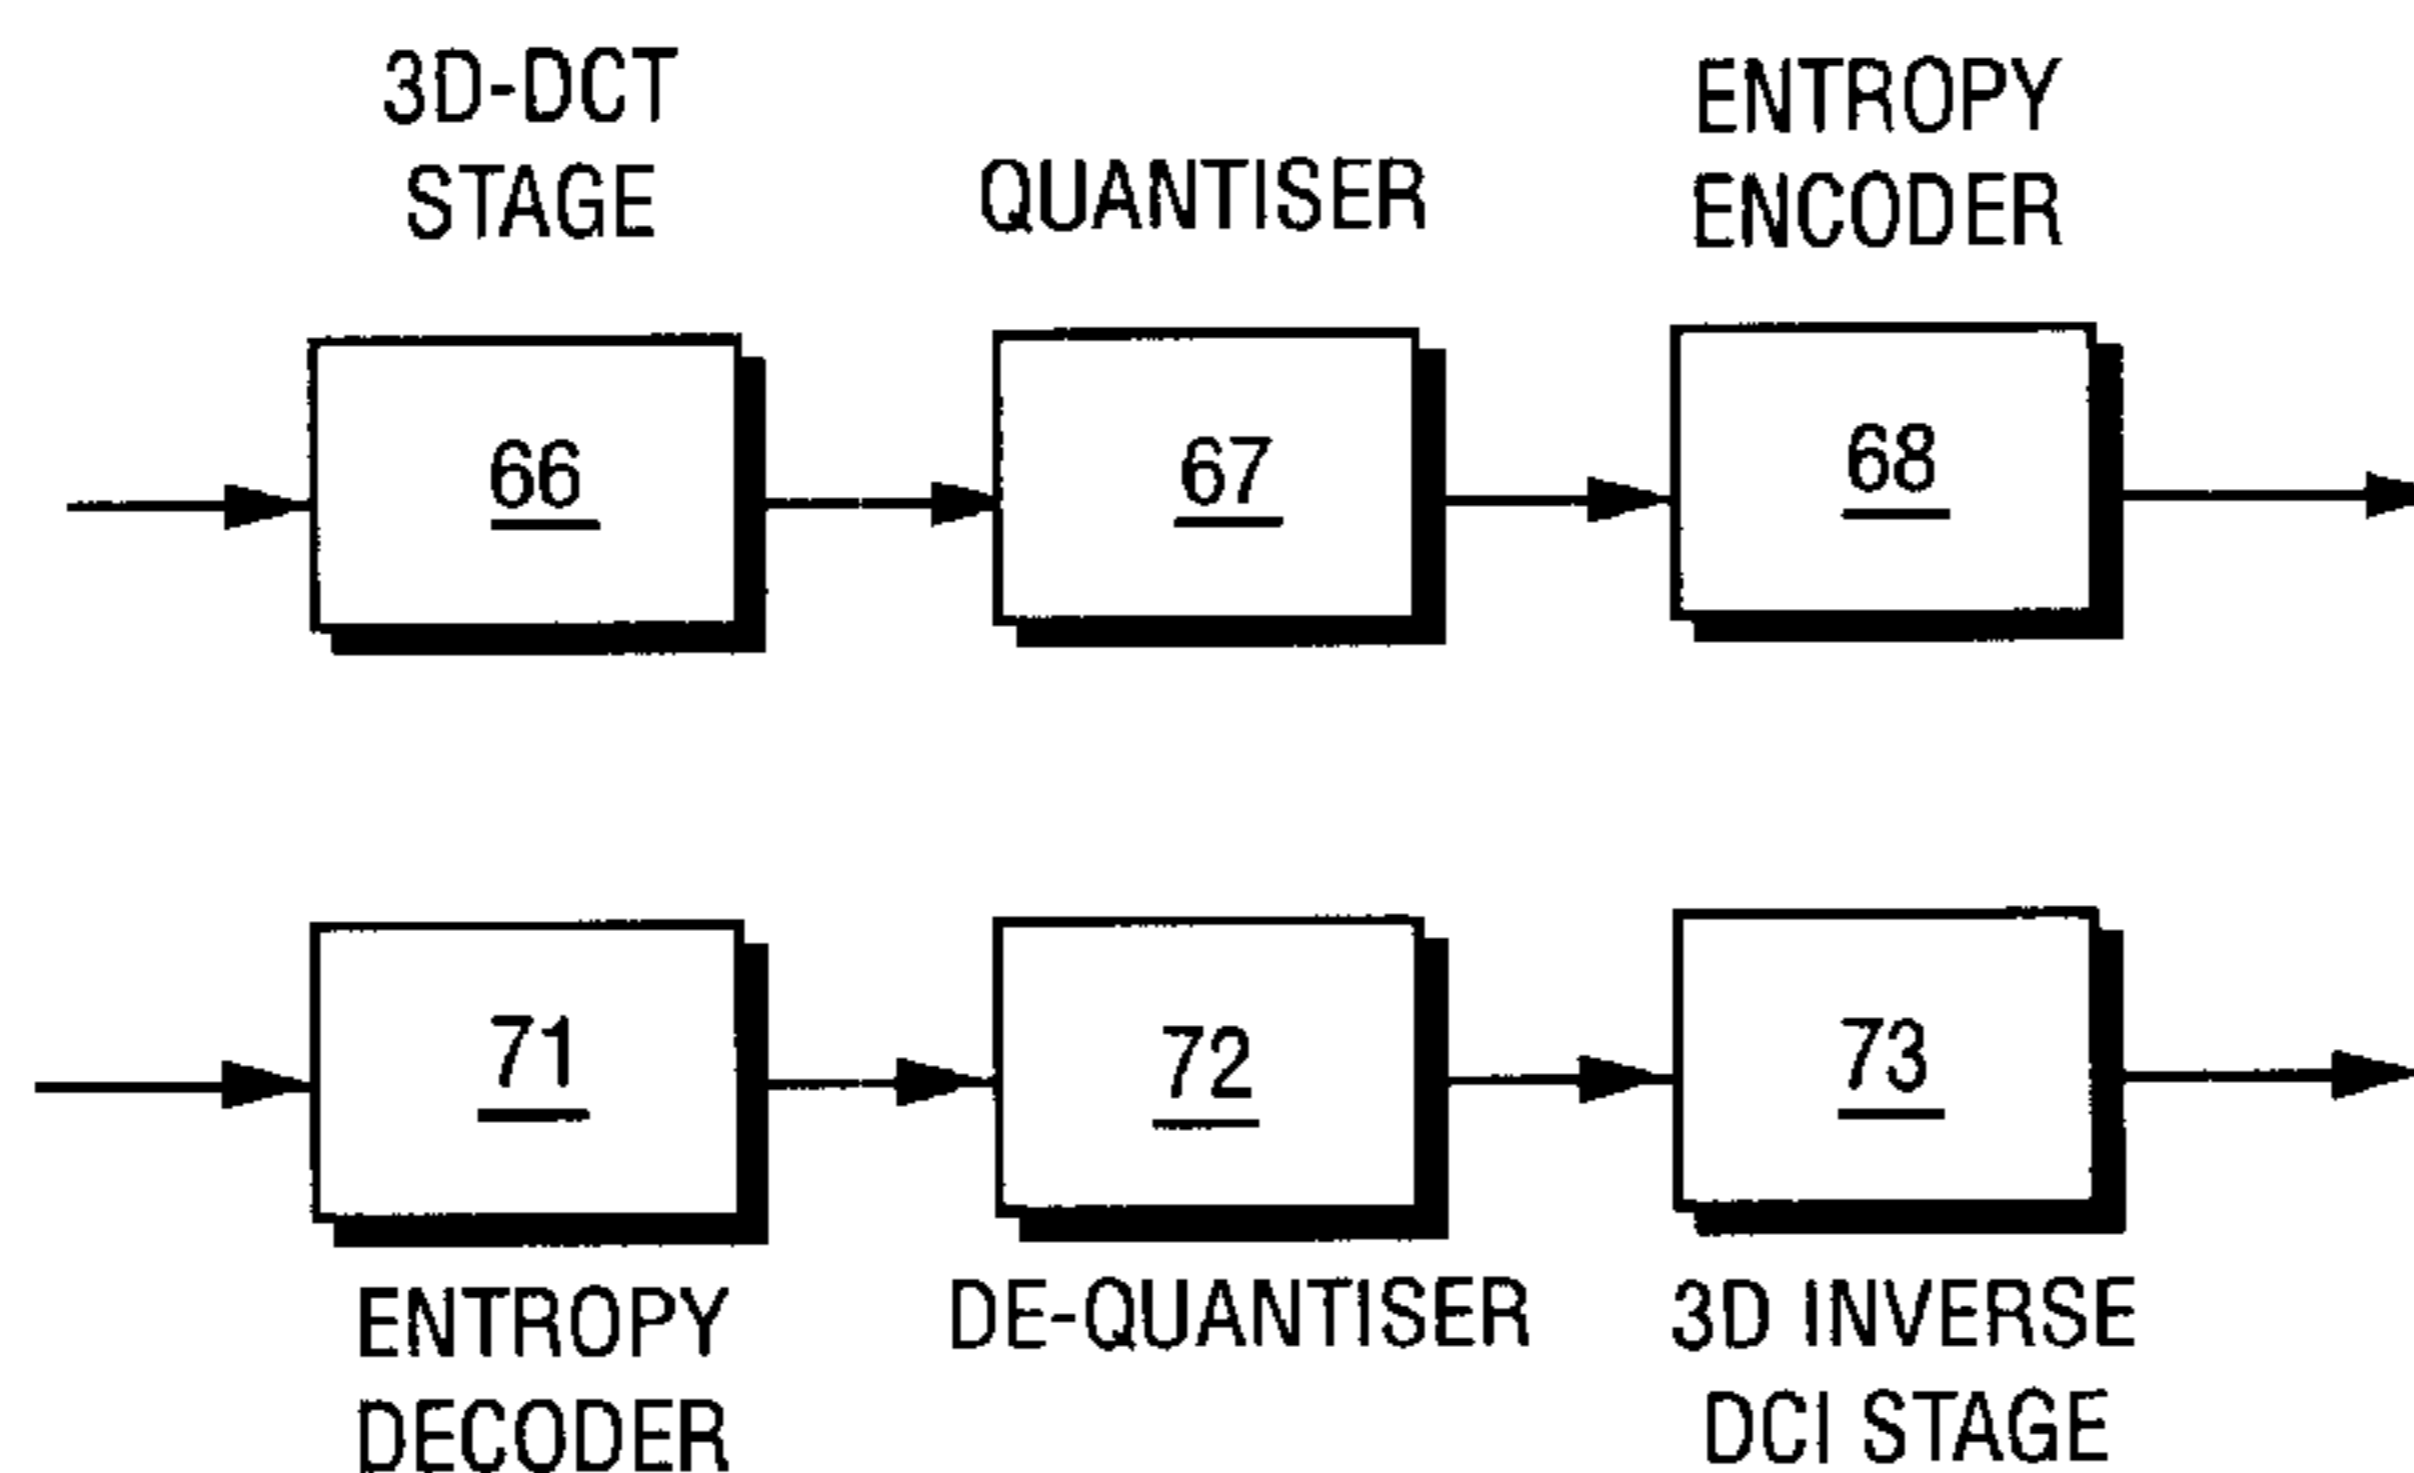 3D-DCT
STAGE
QUANTISER
ENTROPY
ENCODER
66
67
68
71
72
73
ENTROPY
DECODER
DE-QUANTISER
3D INVERSE
DCI STAGE